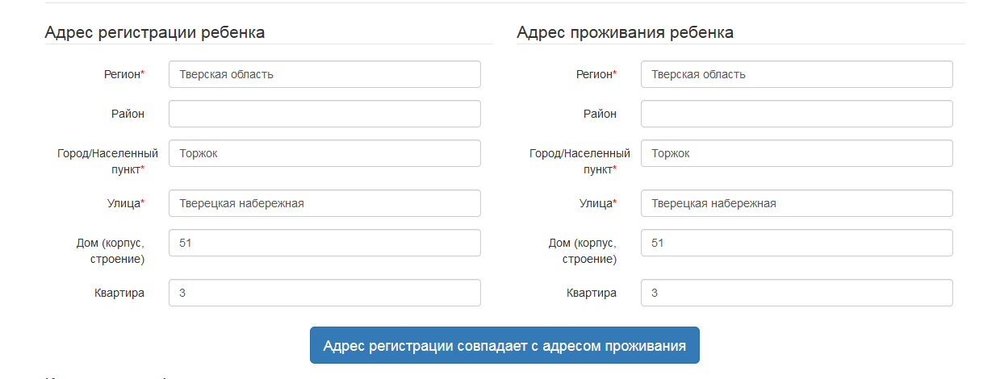 Адрес регистрации ребенка
Регион*
Тверская область
Район
Город/Населенный
пункт*
Торжок
Улица*
Тверецкая набережная
Дом (корпус,
строение)
51
Квартира
3
Адрес проживания ребенка
Регион*
Тверская область
Район
Город/Населенный
пункт*
Торжок
Улица*
Тверецкая набережная
Дом (корпус,
строение)
51
Квартира
3
Адрес регистрации совпадает с адресом проживания